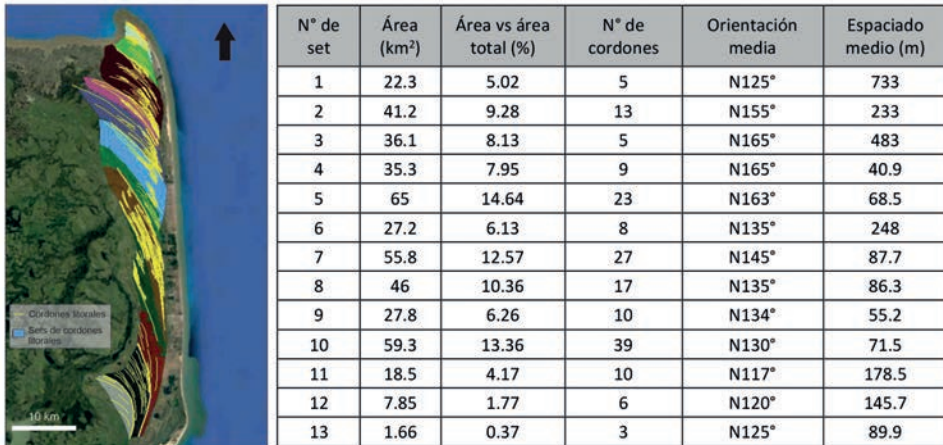 Cordones litorales
Sets de cordones
litorales
10 km
N° de set Área (km²) Área vs área total (%) N° de cordones Orientación media Espaciado medio (m)
1 22.3 5.02 5 N125° 733
2 41.2 9.28 13 N155° 233
3 36.1 8.13 5 N165° 483
4 35.3 7.95 9 N165° 40.9
5 65 14.64 23 N163° 68.5
6 27.2 6.13 8 N135° 248
7 55.8 12.57 27 N145° 87.7
8 46 10.36 17 N135° 86.3
9 27.8 6.26 10 N134° 55.2
10 59.3 13.36 39 N130° 71.5
11 18.5 4.17 10 N117° 178.5
12 7.85 1.77 6 N120° 145.7
13 1.66 0.37 3 N125° 89.9